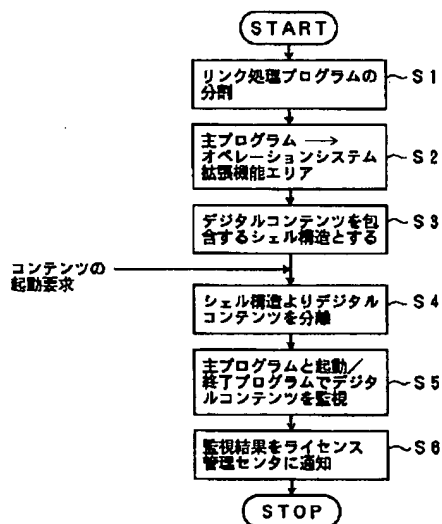 START
リンク処理プログラムの
分割
S1
主プログラム →
オペレーションシステム
拡張機能エリア
S2
デジタルコンテンツを包
含するシェル構造とする
S3
コンテンツの
起動要求
シェル構造よりデジタル
コンテンツを分離
S4
主プログラムと起動/
終了プログラムでデジタ
ルコンテンツを監視
S5
監視結果をライセンス
管理センタに通知
S6
STOP